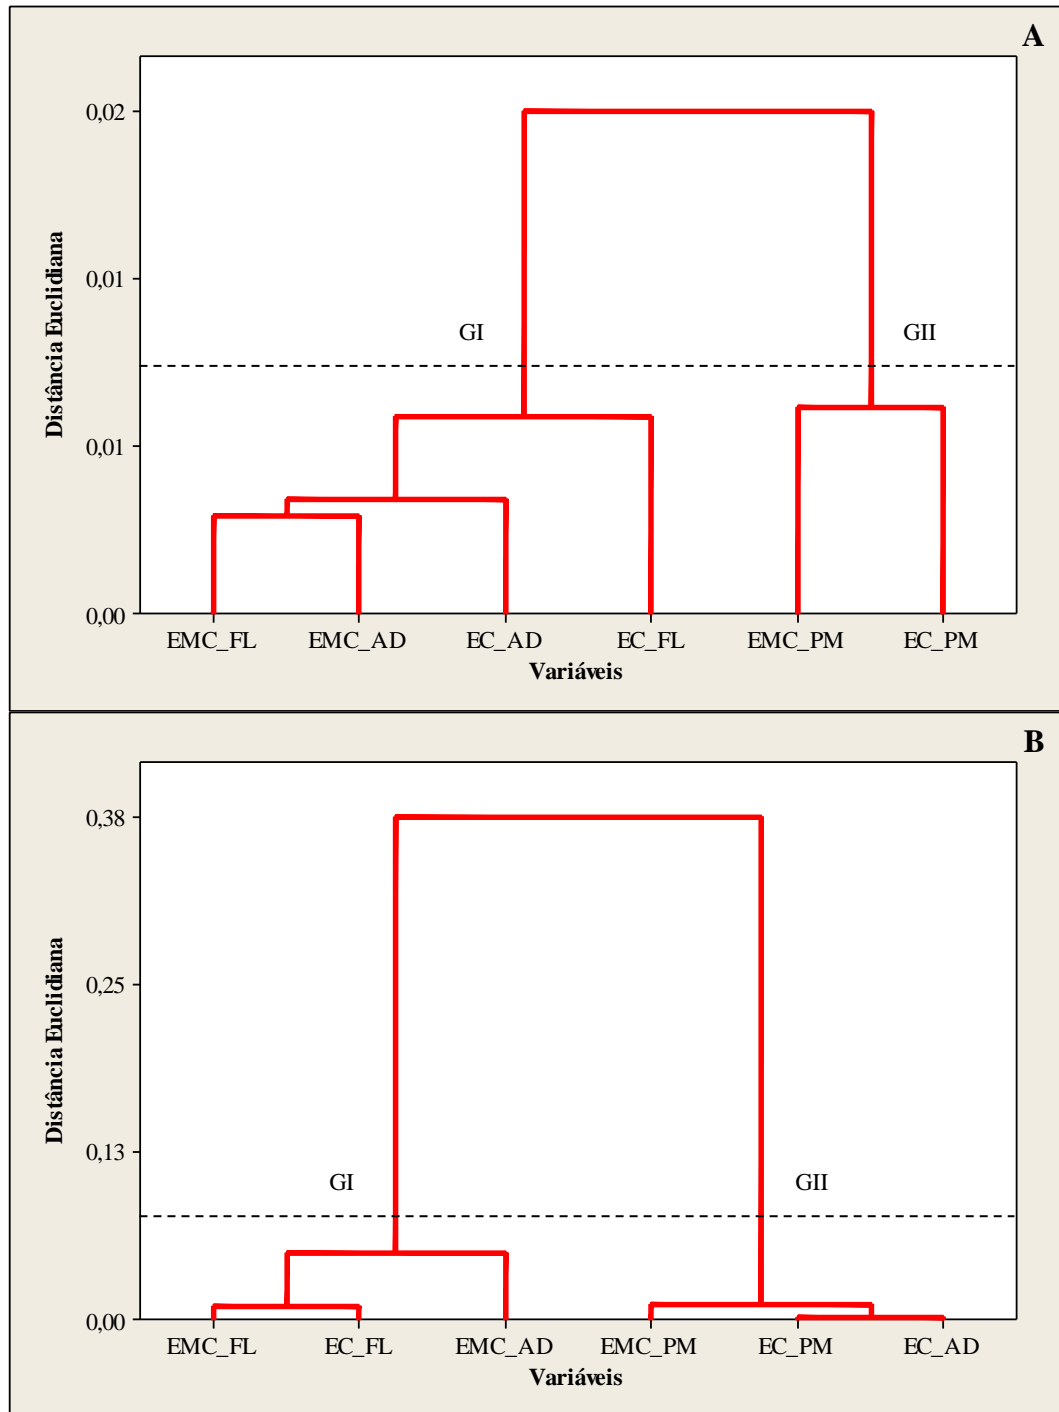 A
0,02
0,01
0,01
0,00
Distância Euclidiana
GI
GII
EMC_FL EMC_AD EC_AD EC_FL EMC_PM EC_PM
Variáveis
B
0,38
0,25
0,13
0,00
Distância Euclidiana
GI
GII
EMC_FL EC_FL EMC_AD EMC_PM EC_PM EC_AD
Variáveis